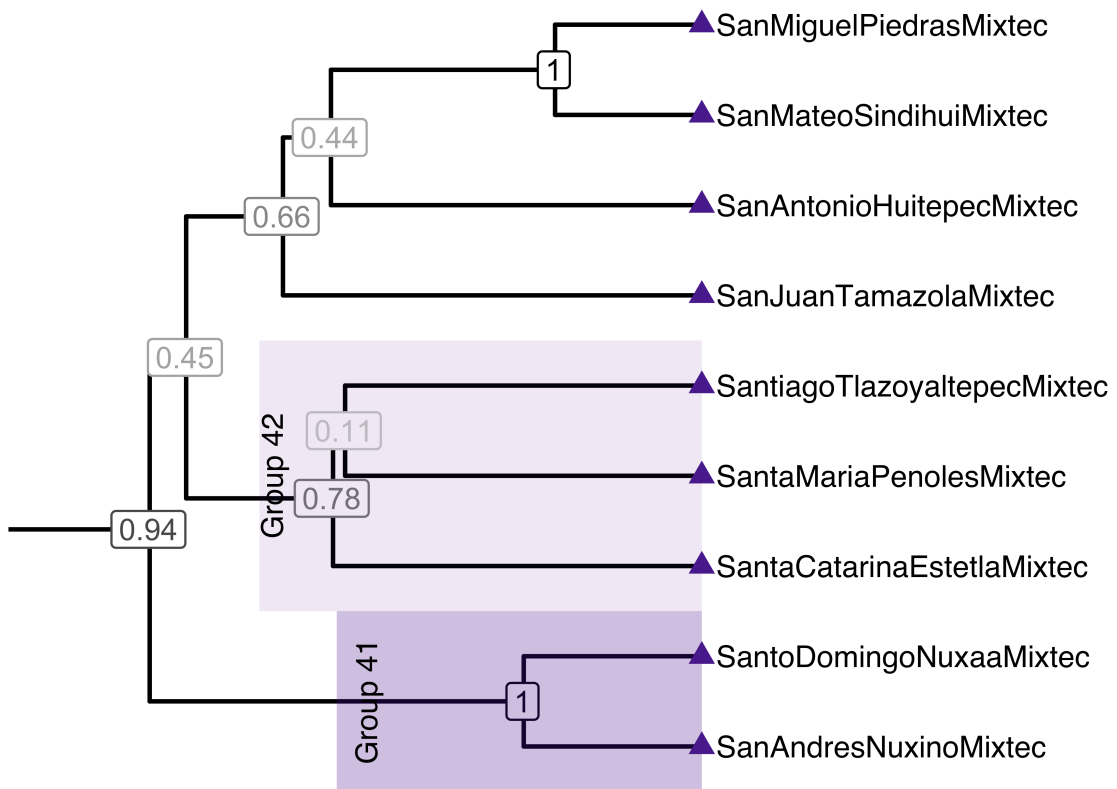 SanMiguelPiedrasMixtec
1
SanMateoSindihuiMixtec
0.44
SanAntonioHuitepecMixtec
0.66
SanJuanTamazolaMixtec
0.45
SantiagoTlazoyaltepecMixtec
0.11
Group 42
SantaMariaPenolesMixtec
0.78
0.94
SantaCatarinaEstetlaMixtec
SantoDomingoNuxaaMixtec
Group 41
1
SanAndresNuxinoMixtec